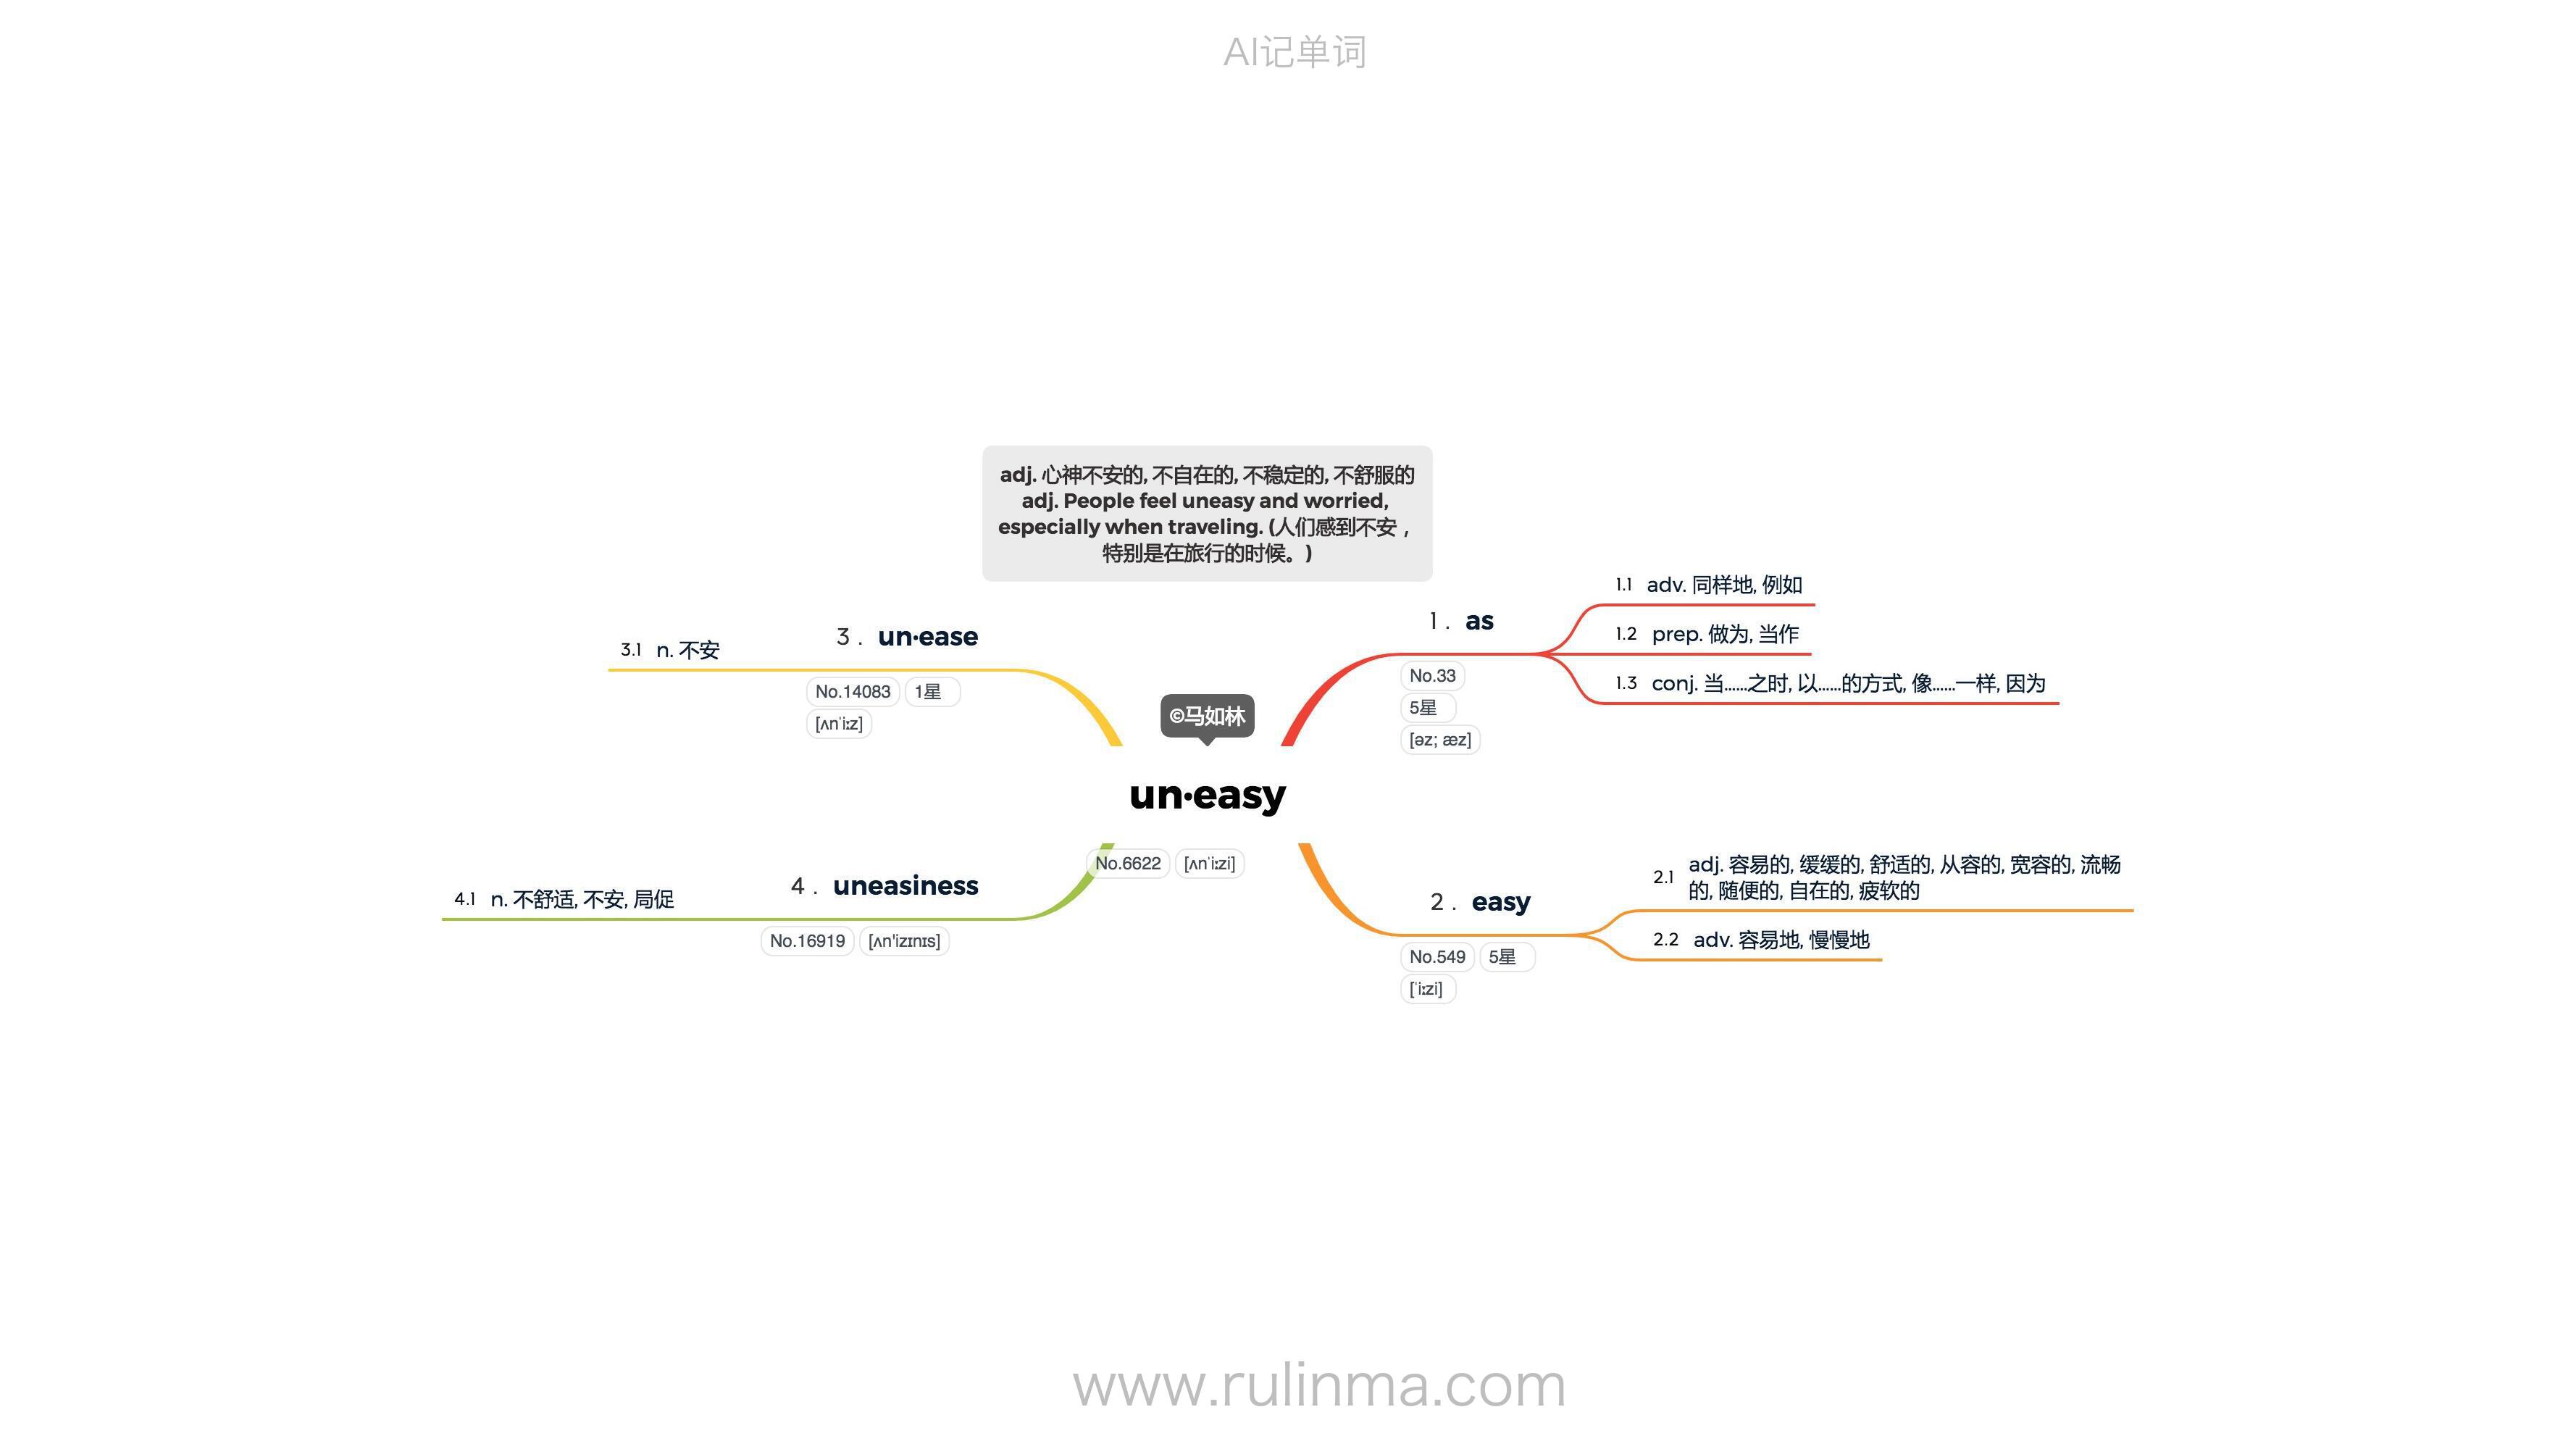 AI记单词
adj. 心神不安的, 不自在的, 不稳定的, 不舒服的
adj. People feel uneasy and worried,
especially when traveling. (人们感到不安，
特别是在旅行的时候。)
©马如林
un·easy
No.6622 [ʌnˈiːzi]
1. as
No.33
5星
[əz; æz]
1.1 adv. 同样地, 例如
1.2 prep. 做为, 当作
1.3 conj. 当……之时, 以……的方式, 像……一样, 因为
2. easy
No.549 5星
[ˈiːzi]
2.1 adj. 容易的, 缓缓的, 舒适的, 从容的, 宽容的, 流畅
的, 随便的, 自在的, 疲软的
2.2 adv. 容易地, 慢慢地
3. un·ease
No.14083 1星
[ʌnˈiːz]
3.1 n. 不安
4. uneasiness
No.16919 [ʌn'izɪnɪs]
4.1 n. 不舒适, 不安, 局促
www.rulinma.com